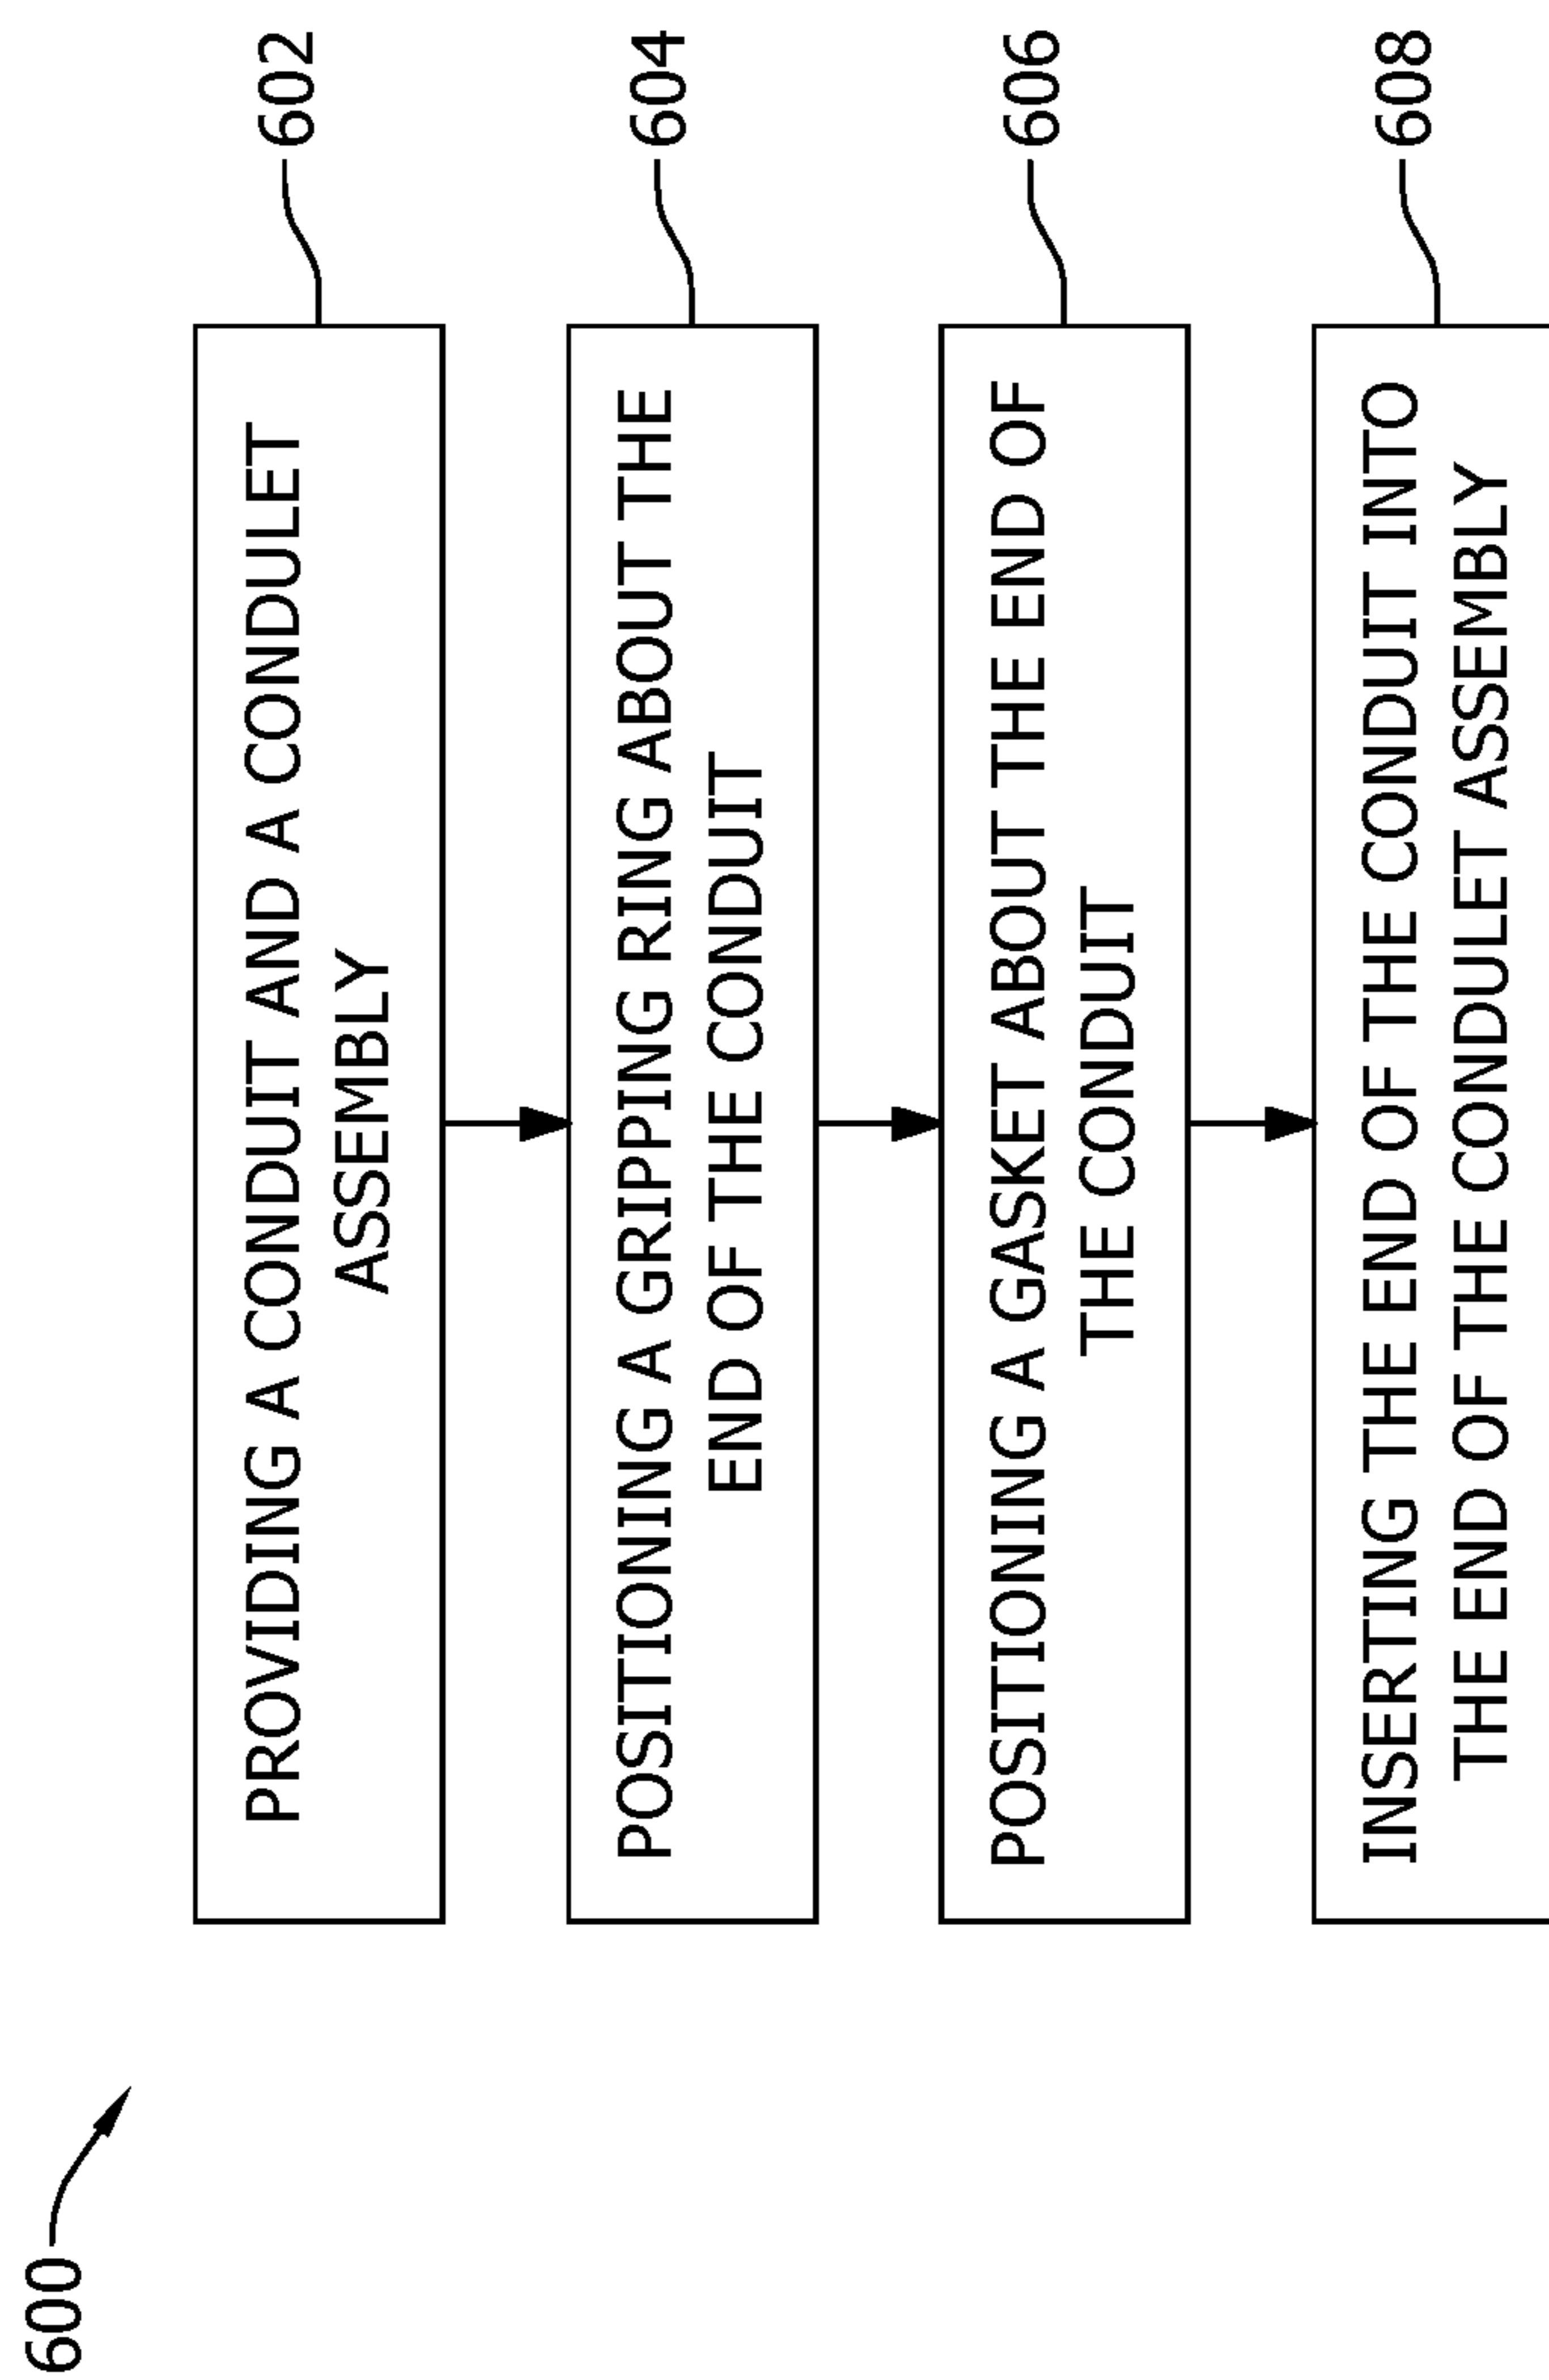 600
PROVIDING A CONDUIT AND A CONDULET
ASSEMBLY
602
POSITIONING A GRIPPING RING ABOUT THE
END OF THE CONDUIT
604
POSITIONING A GASKET ABOUT THE END OF
THE CONDUIT
606
INSERTING THE END OF THE CONDUIT INTO
THE END OF THE CONDULET ASSEMBLY
608